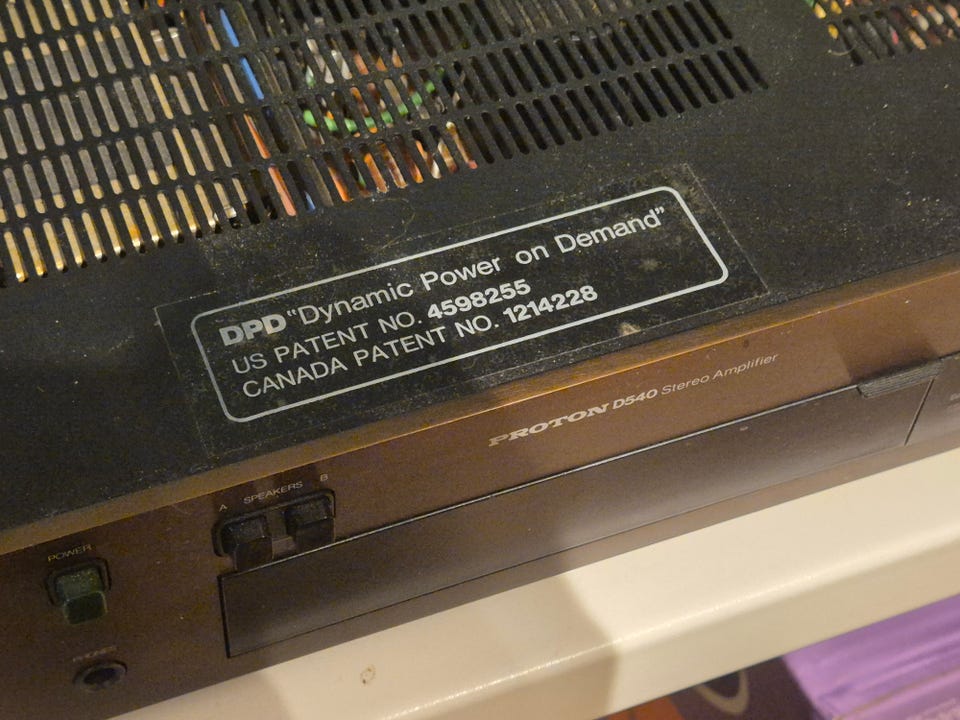 DPD "Dynamic Power on Demand"
US PATENT NO. 4598255
CANADA PATENT NO. 1214228
PROTON D540 Stereo Amplifier
A SPEAKERS B
POWER
PHONES